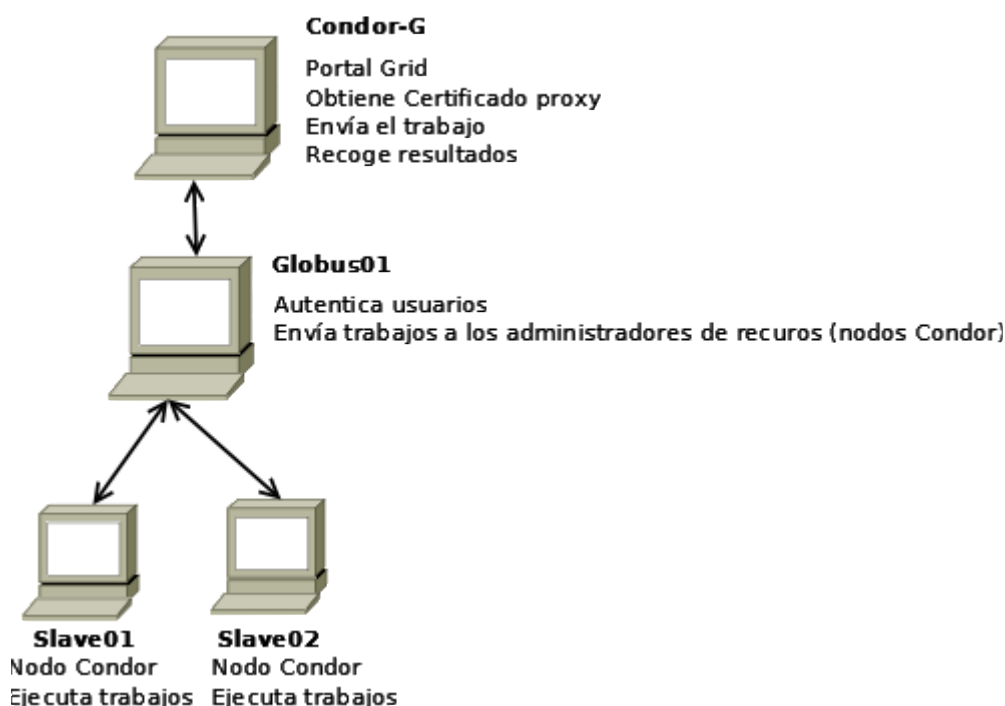 Condor-G
Portal Grid
Obtiene Certificado proxy
Envía el trabajo
Recoge resultados
Globus01
Autentica usuarios
Envía trabajos a los administradores de recuros (nodos Condor)
Slave01
Nodo Condor
Ejecuta trabajos
Slave02
Nodo Condor
Ejecuta trabajos